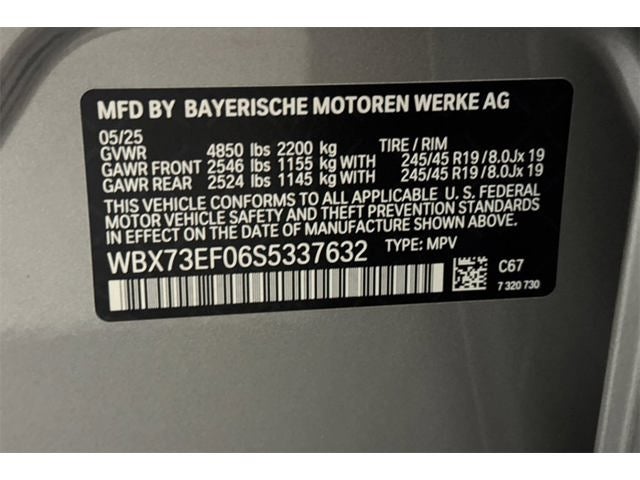 MFD BY BAYERISCHE MOTOREN WERKE AG
05/25
GVWR 4850 lbs 2200 kg TIRE / RIM
GAWR FRONT 2546 lbs 1155 kg WITH 245/45 R19 / 8.0Jx 19
GAWR REAR 2524 lbs 1145 kg WITH 245/45 R19 / 8.0Jx 19
THIS VEHICLE CONFORMS TO ALL APPLICABLE U. S. FEDERAL
MOTOR VEHICLE SAFETY AND THEFT PREVENTION STANDARDS
IN EFFECT ON THE DATE OF MANUFACTURE SHOWN ABOVE.
WBX73EF06S5337632 TYPE: MPV
C67
7 320 730